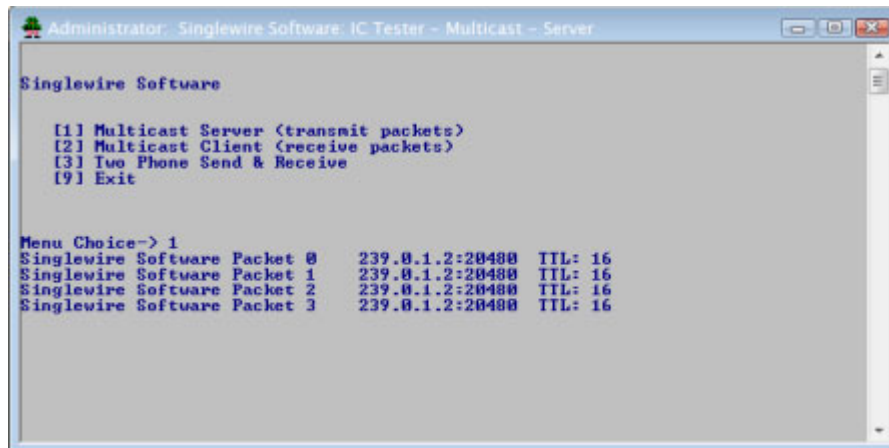 Administrator: Singlewire Software: IC Tester - Multicast - Server
Singlewire Software
[1] Multicast Server (transmit packets)
[2] Multicast Client (receive packets)
[3] Two Phone Send & Receive
[9] Exit
Menu Choice-> 1
Singlewire Software Packet 0 239.0.1.2:20480 TTL: 16
Singlewire Software Packet 1 239.0.1.2:20480 TTL: 16
Singlewire Software Packet 2 239.0.1.2:20480 TTL: 16
Singlewire Software Packet 3 239.0.1.2:20480 TTL: 16